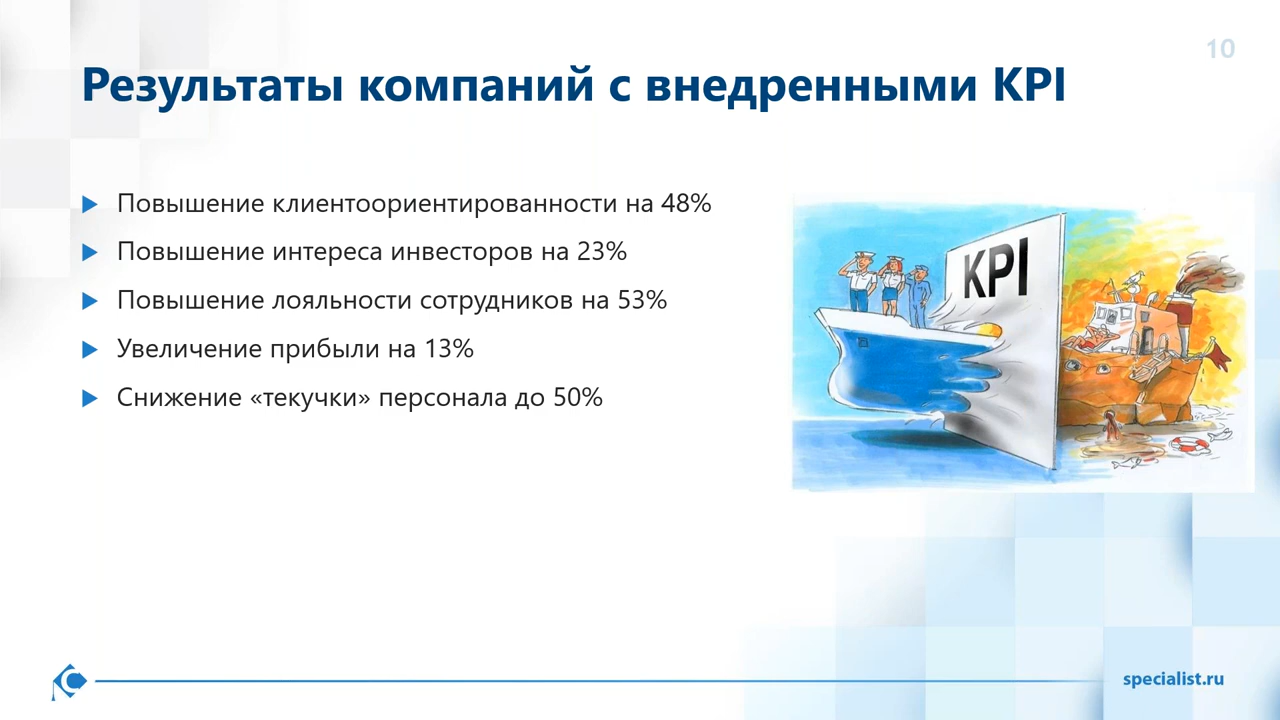 10
Результаты компаний с внедренными KPI
Повышение клиентоориентированности на 48%
Повышение интереса инвесторов на 23%
Повышение лояльности сотрудников на 53%
Увеличение прибыли на 13%
Снижение «текучки» персонала до 50%
KPI
specialist.ru